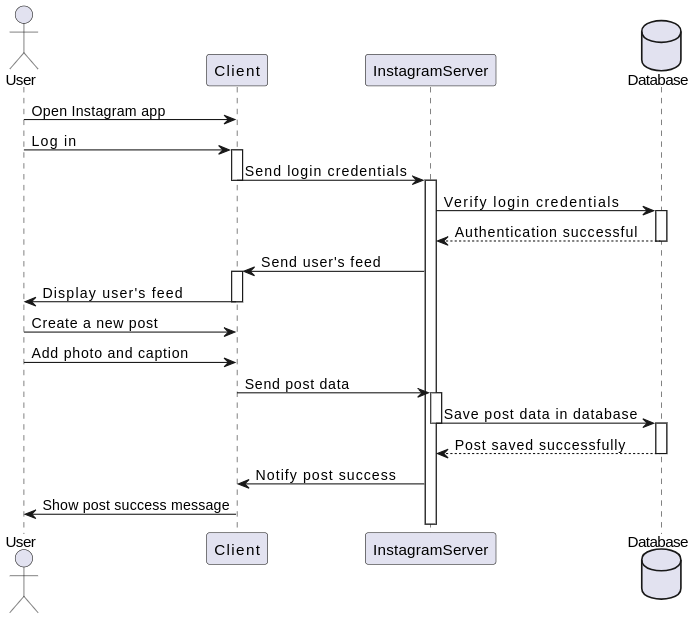 User
Client
InstagramServer
Database
Open Instagram app
Log in
Send login credentials
Verify login credentials
Authentication successful
Send user's feed
Display user's feed
Create a new post
Add photo and caption
Send post data
Save post data in database
Post saved successfully
Notify post success
Show post success message
User
Client
InstagramServer
Database